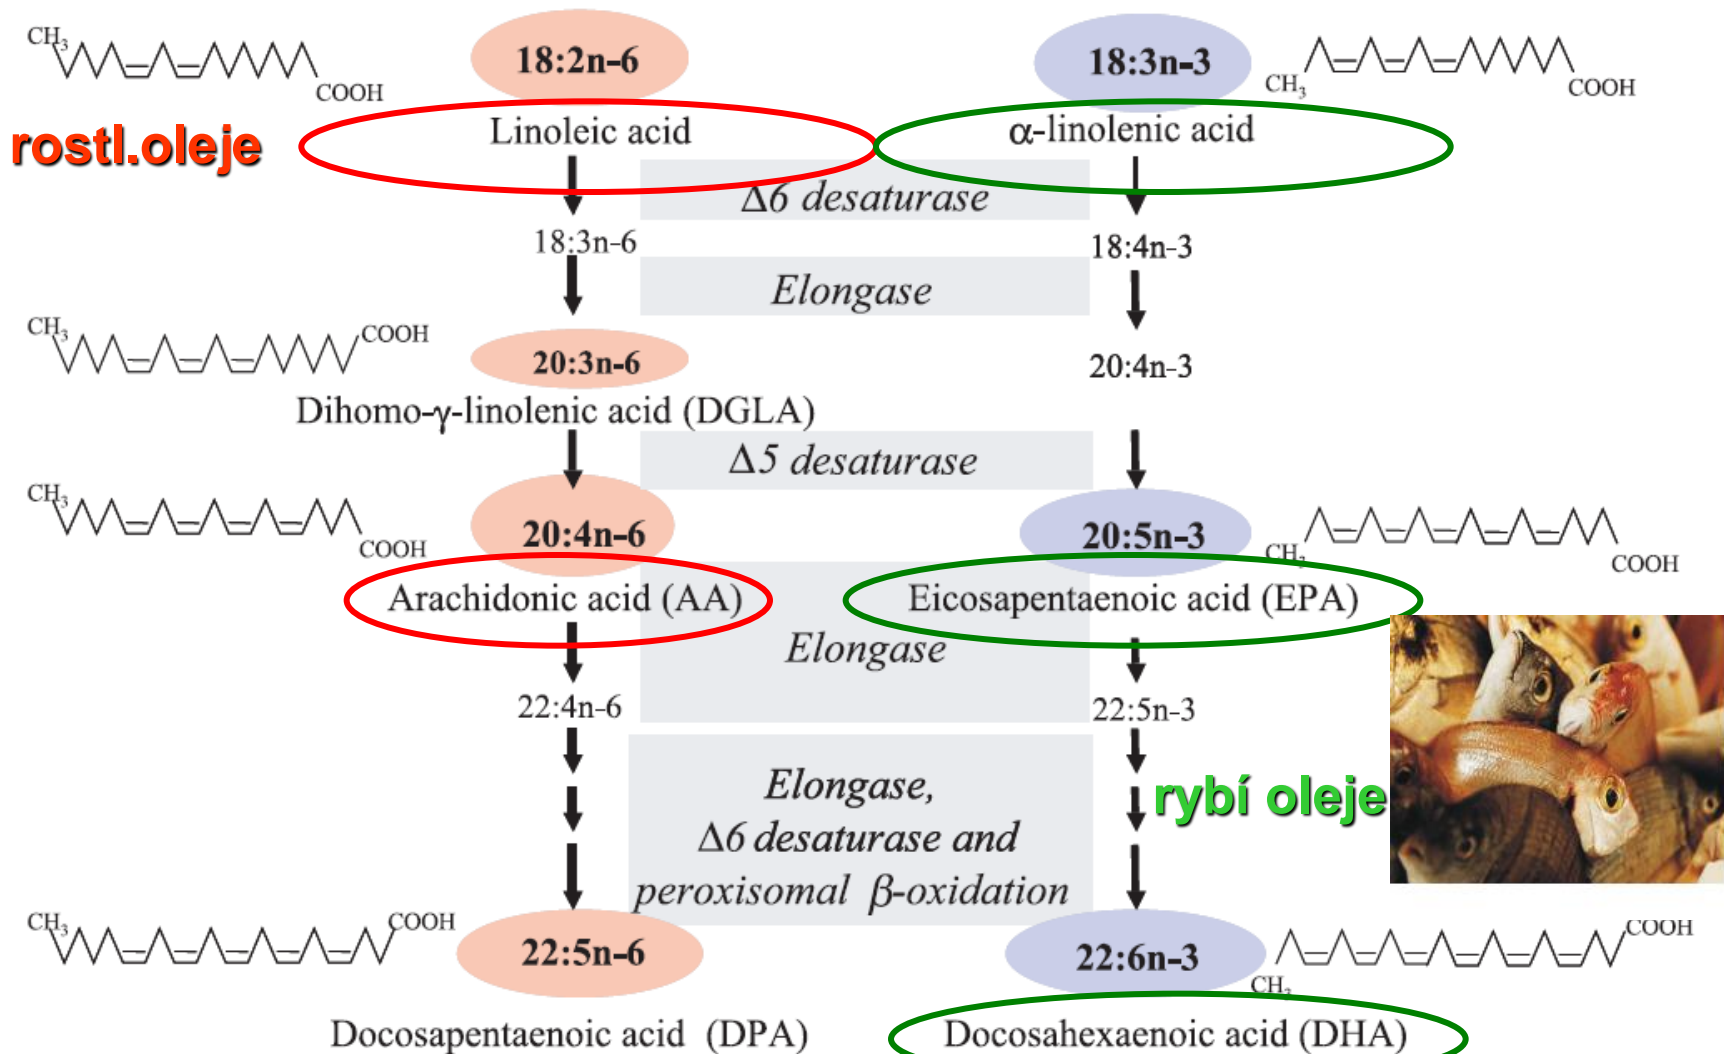 CH3
COOH
18:2n-6
18:3n-3
CH3
COOH
rostl.oleje
Linoleic acid
α-linolenic acid
Δ6 desaturase
18:3n-6
18:4n-3
Elongase
CH3
COOH
20:3n-6
20:4n-3
Dihomo-γ-linolenic acid (DGLA)
Δ5 desaturase
CH3
COOH
20:4n-6
20:5n-3
CH3
COOH
Arachidonic acid (AA)
Eicosapentaenoic acid (EPA)
Elongase
22:4n-6
22:5n-3
Elongase,
Δ6 desaturase and
peroxisomal β-oxidation
rybí oleje
CH3
COOH
22:5n-6
22:6n-3
CH3
COOH
Docosapentaenoic acid (DPA)
Docosahexaenoic acid (DHA)